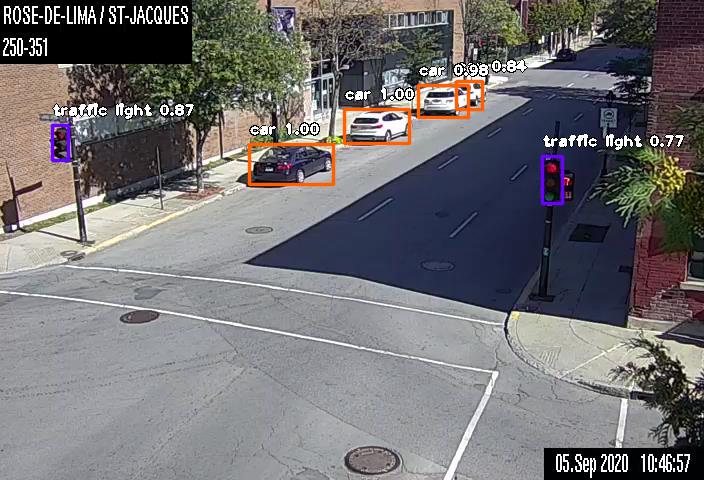 ROSE-DE-LIMA / ST-JACQUES
250-351
car 0.98
0.84
car 1.00
traffic light 0.87
car 1.00
traffic light 0.77
05.Sep 2020 10:46:57